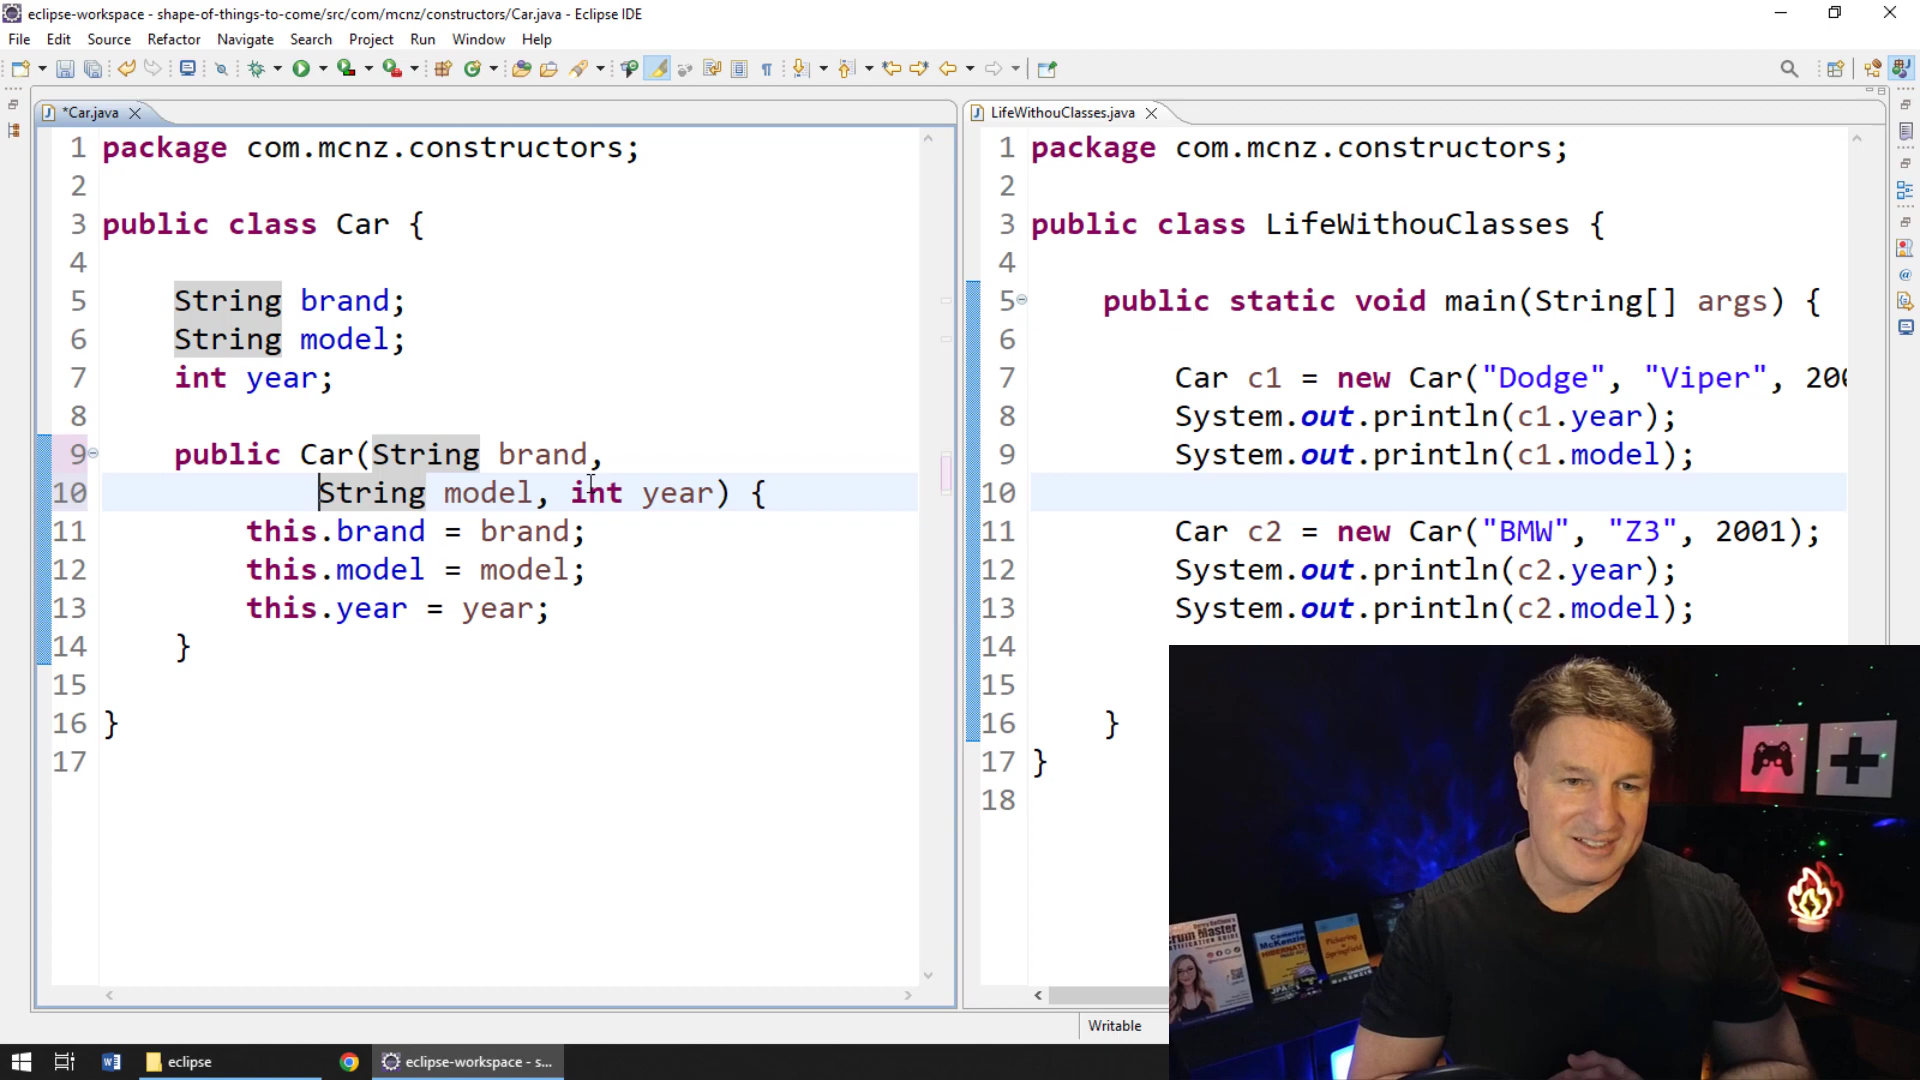 eclipse-workspace - shape-of-things-to-come/src/com/mcnz/constructors/Car.java - Eclipse IDE
File Edit Source Refactor Navigate Search Project Run Window Help
*Car.java
1 package com.mcnz.constructors;
2
3 public class Car {
4
5 String brand;
6 String model;
7 int year;
8
9 public Car(String brand,
10 String model, int year) {
11 this.brand = brand;
12 this.model = model;
13 this.year = year;
14 }
15
16 }
17
LifeWithouClasses.java
1 package com.mcnz.constructors;
2
3 public class LifeWithouClasses {
4
5 public static void main(String[] args) {
6
7 Car c1 = new Car("Dodge", "Viper", 200
8 System.out.println(c1.year);
9 System.out.println(c1.model);
10
11 Car c2 = new Car("BMW", "Z3", 2001);
12 System.out.println(c2.year);
13 System.out.println(c2.model);
14
15
16 }
17 }
18
Writable
eclipse
eclipse-workspace - s...